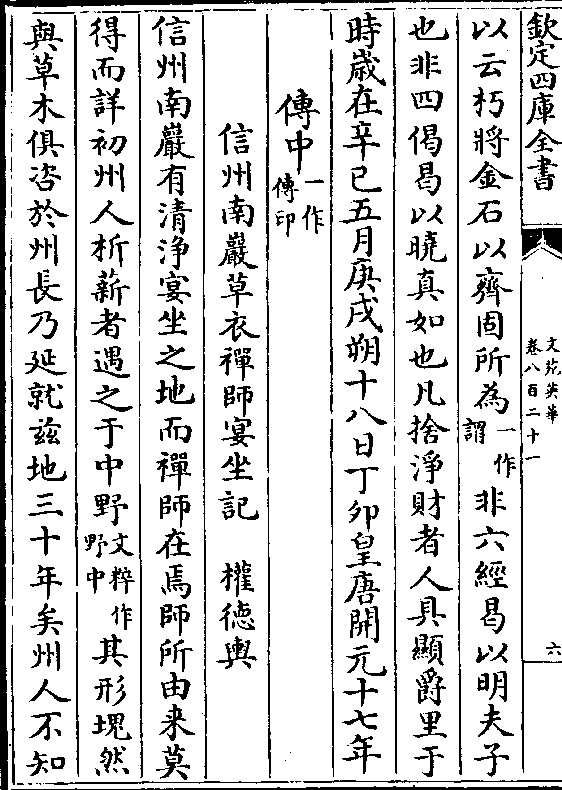 欽定四庫全書
文苑英華
卷八百二十一
六
以云朽將金石以齊固所為一作謂非六經曷以明夫子
也非四偈曷以曉真如也凡捨淨財者人具顯爵里于
時歲在辛巳五月庚戌朔十八日丁夘皇唐開元十七年
傳中一作傳印
信州南巖草衣禪師宴坐記　權德輿
信州南巖有清浄宴坐之地而禪師在焉師所由来莫
得而詳初州人析薪者遇之于中野文粹作野中其形塊然
與草木俱咨於州長乃延就兹地三十年矣州人不知